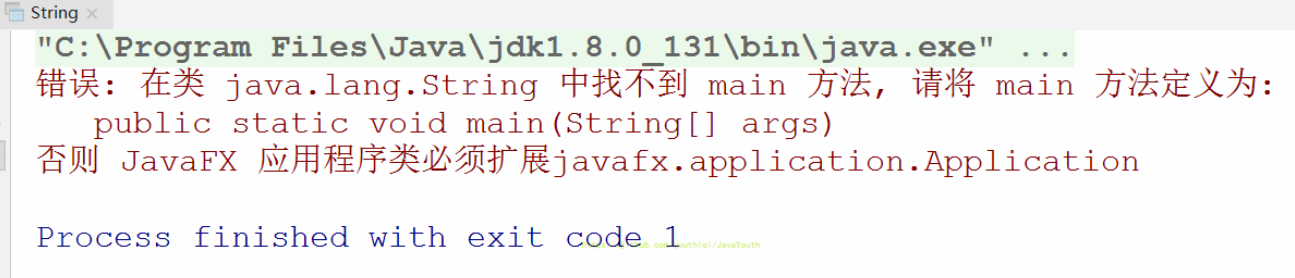 String
"C:\Program Files\Java\jdk1.8.0_131\bin\java.exe" ...
错误: 在类 java.lang.String 中找不到 main 方法, 请将 main 方法定义为:
public static void main(String[] args)
否则 JavaFX 应用程序类必须扩展javafx.application.Application
Process finished with exit code 1